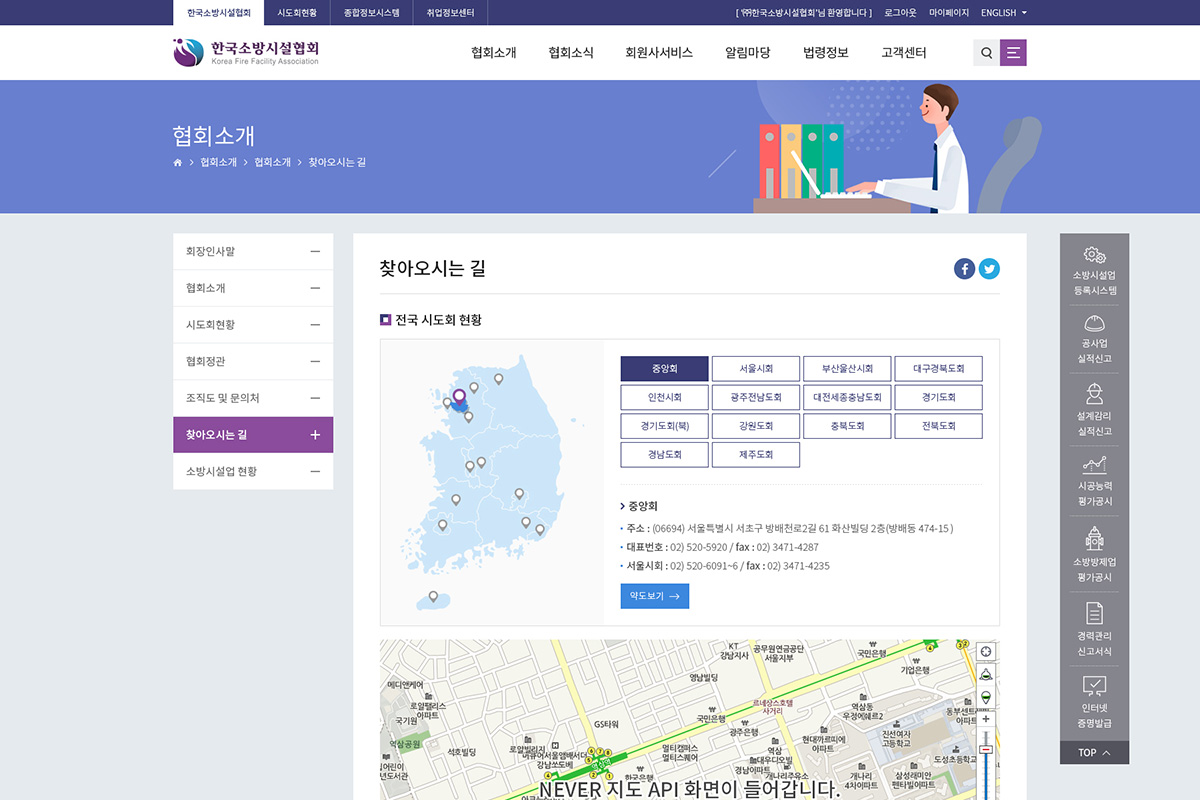 한국소방시설협회 시도회현황 종합정보시스템 취업정보센터 [ '㈜한국소방시설협회'님 환영합니다 ] 로그아웃 마이페이지 ENGLISH
한국소방시설협회
Korea Fire Facility Association
협회소개 협회소식 회원사서비스 알림마당 법령정보 고객센터
협회소개
협회소개 > 협회소개 > 찾아오시는 길
회장인사말
협회소개
시도회현황
협회정관
조직도 및 문의처
찾아오시는 길
소방시설업 현황
찾아오시는 길
전국 시도회 현황
중앙회 서울시회 부산울산시회 대구경북도회
인천시회 광주전남도회 대전세종충남도회 경기도회
경기도회(북) 강원도회 충북도회 전북도회
경남도회 제주도회
중앙회
주소 : (06694) 서울특별시 서초구 방배천로2길 61 화산빌딩 2층(방배동 474-15 )
대표번호 : 02) 520-5920 / fax : 02) 3471-4287
서울시회 : 02) 520-6091~6 / fax : 02) 3471-4235
약도보기
소방시설업
등록시스템
공사업
실적신고
설계감리
실적신고
시공능력
평가공시
소방방제업
평가공시
경력관리
신고서식
인터넷
증명발급
TOP
KT
강남지사
공무원연금공단
서울지부
국민은행
기업은행
영남빌딩
메디앤케어
로얄팰리스
아파트
국기원
르네상스호텔
사거리
역삼동
우정에쉐르2
동부센트
아파트
GS타워
국민은행
광주은행
진선여자
고등학교
역삼공원
석호빌딩
로얄빌리지
머큐어서울앰배서더
강남쏘도베
멀티캠퍼스
멀티스퀘어
역삼
대우디오빌
현대까르띠에
아파트
도성초등학교
어린이
년도서관
경남아파트
개나리주유소
개나리
4차아파트
삼성래미안
펜타빌아파트
한국은행
NEVER 지도 API 화면이 들어갑니다.